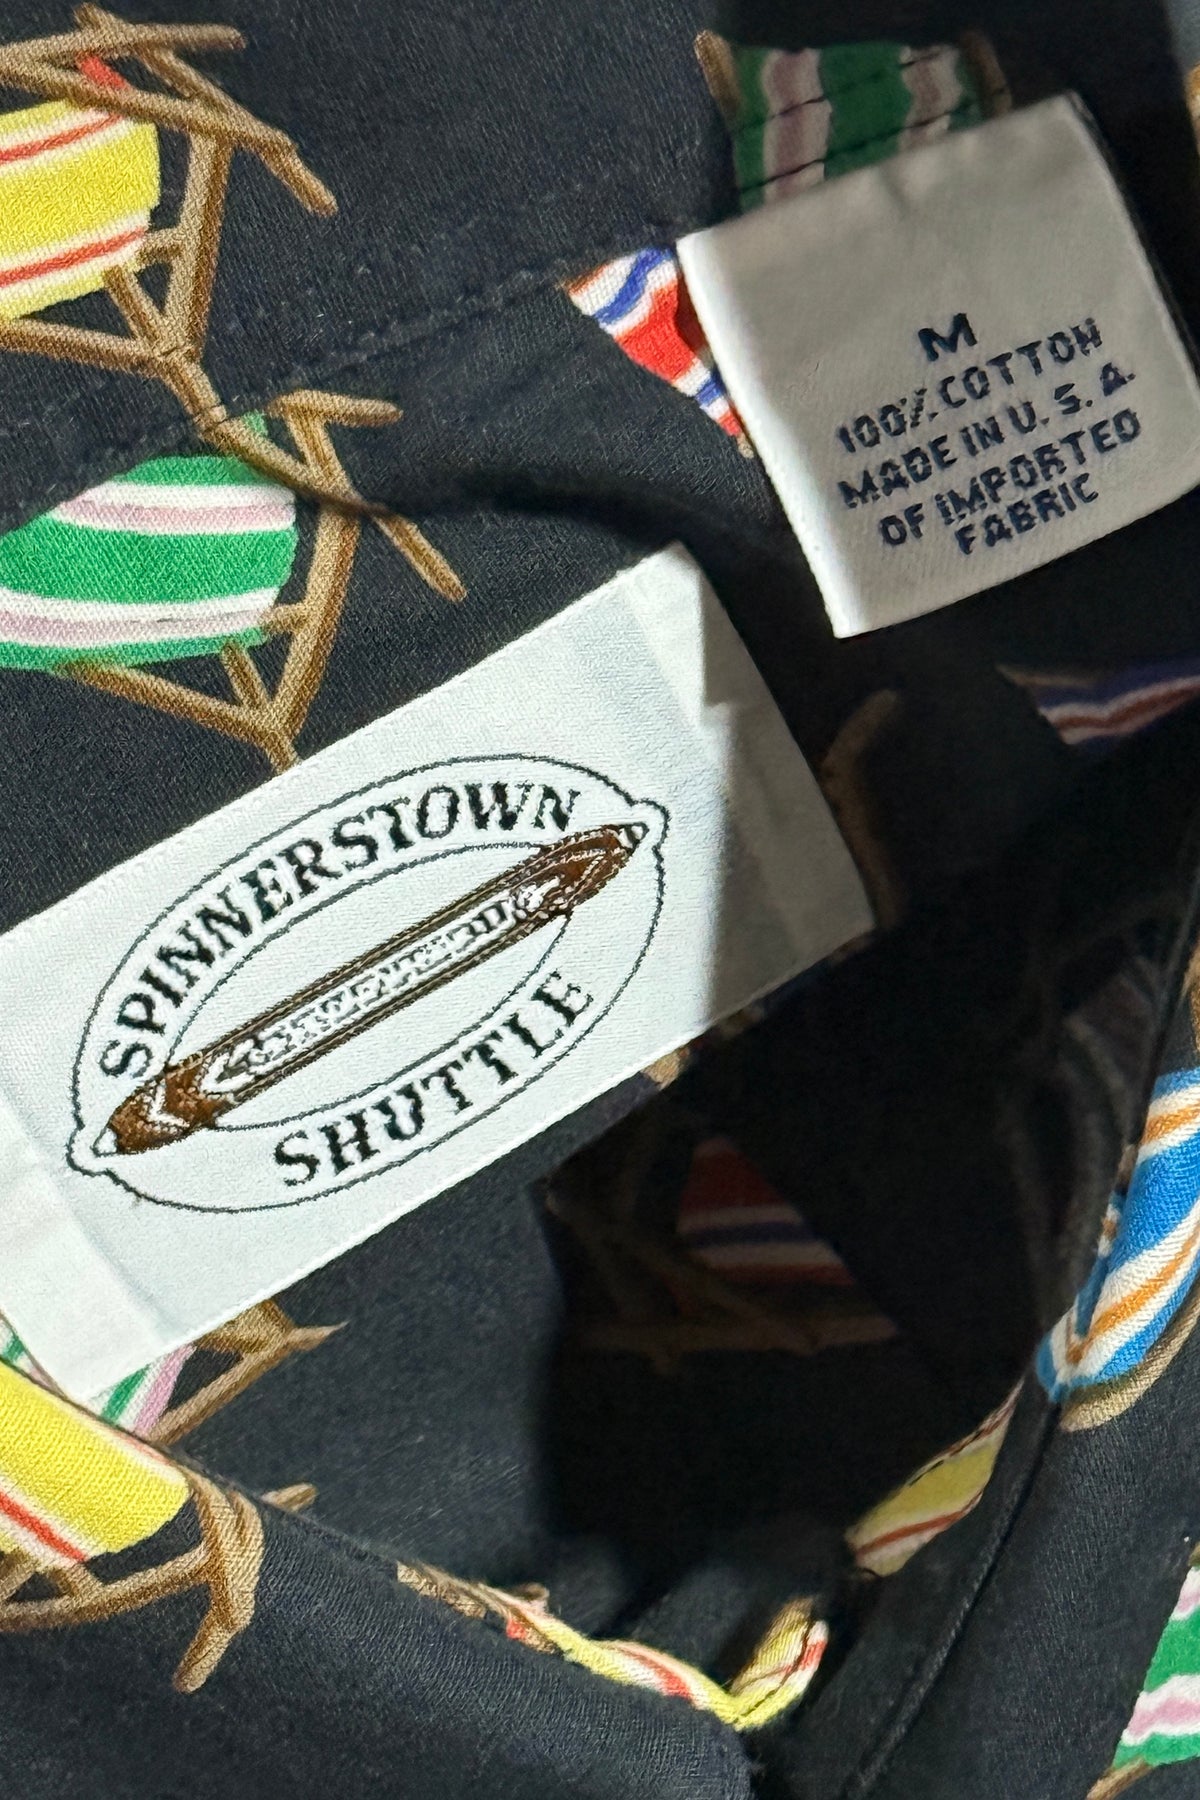 M
100% COTTON
MADE IN U.S.A.
OF IMPORTED
FABRIC
SPINNERSTOWN
SHUTTLE